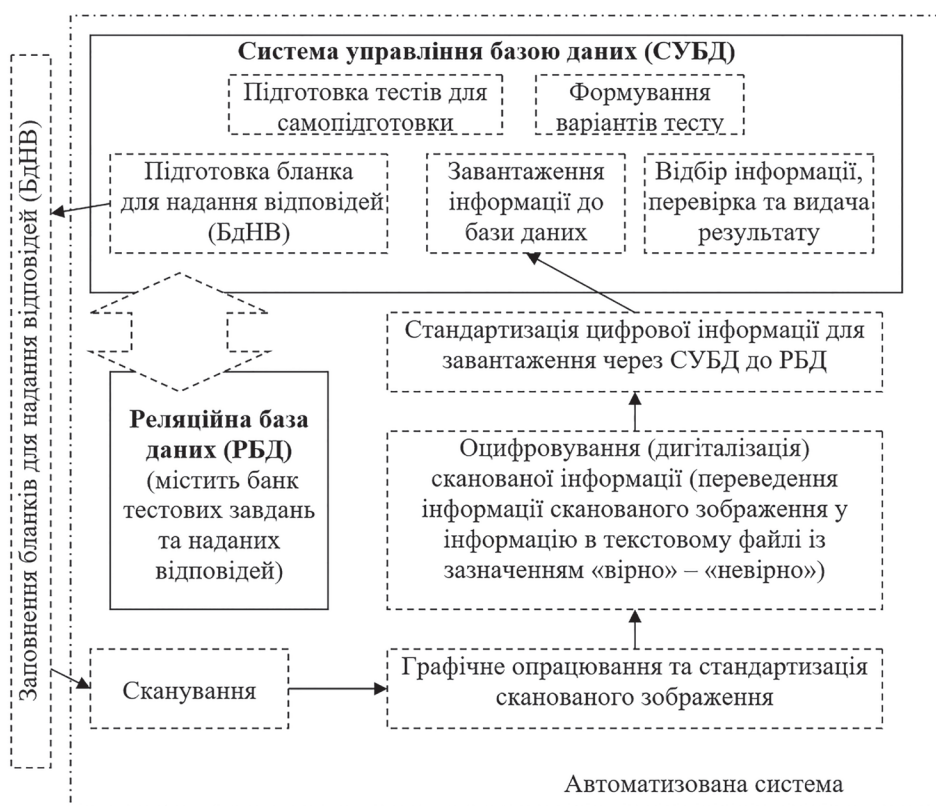 Заповнення бланків для надання відповідей (БдНВ)
Система управління базою даних (СУБД)
Підготовка тестів для
самопідготовки
Формування
варіантів тесту
Підготовка бланка
для надання відповідей
(БдНВ)
Завантаження
інформації до
бази даних
Відбір інформації,
перевірка та видача
результату
Стандартизація цифрової інформації для
завантаження через СУБД до РБД
Реляційна база
даних (РБД)
(містить банк
тестових завдань
та наданих
відповідей)
Оцифровування (дигіталізація)
сканованої інформації (переведення
інформації сканованого зображення у
інформацію в текстовому файлі із
зазначенням «вірно» – «невірно»)
Сканування
Графічне опрацювання та стандартизація
сканованого зображення
Автоматизована система